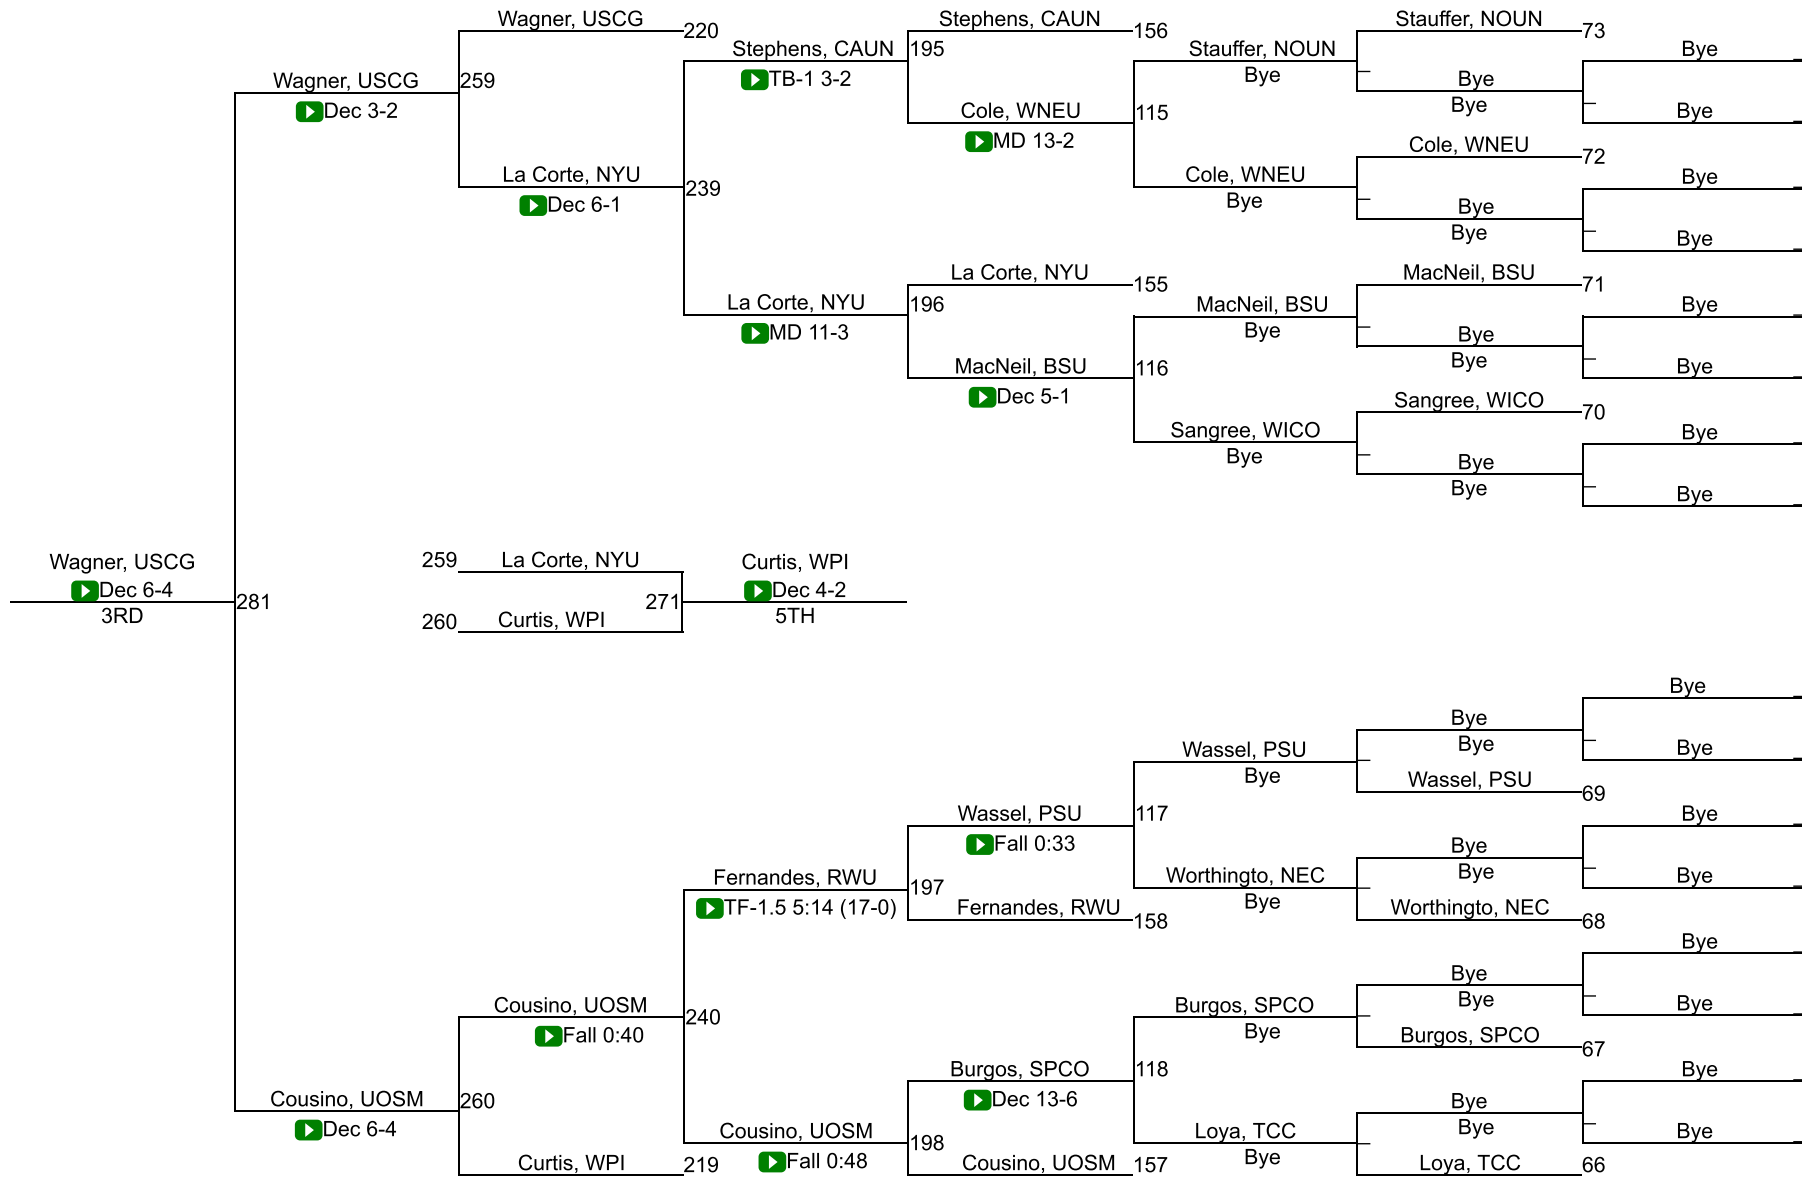 Wagner, USCG
220
Stephens, CAUN
156
Stauffer, NOUN
73
Stephens, CAUN
195
Stauffer, NOUN
Bye
Wagner, USCG
259
TB-1 3-2
Bye
Bye
Bye
Dec 3-2
Cole, WNEU
115
Bye
MD 13-2
Cole, WNEU
72
La Corte, NYU
239
Cole, WNEU
Bye
Dec 6-1
Bye
Bye
Bye
Bye
La Corte, NYU
155
MacNeil, BSU
71
La Corte, NYU
196
MacNeil, BSU
Bye
MD 11-3
Bye
Bye
Bye
MacNeil, BSU
116
Bye
Dec 5-1
Sangree, WICO
70
Sangree, WICO
Bye
Bye
Bye
Bye
Bye
Wagner, USCG
259
La Corte, NYU
Curtis, WPI
Dec 6-4
281
271
Dec 4-2
3RD
260
Curtis, WPI
5TH
Bye
Bye
Wassel, PSU
Bye
Bye
Bye
Wassel, PSU
69
Wassel, PSU
117
Bye
Fall 0:33
Bye
Fernandes, RWU
197
Worthingto, NEC
Bye
Bye
TF-1.5 5:14 (17-0)
Fernandes, RWU
158
Bye
Worthingto, NEC
68
Bye
Bye
Cousino, UOSM
240
Burgos, SPCO
Bye
Bye
Fall 0:40
Bye
Burgos, SPCO
67
Burgos, SPCO
118
Bye
Cousino, UOSM
260
Dec 13-6
Bye
Dec 6-4
Cousino, UOSM
198
Loya, TCC
Bye
Bye
Curtis, WPI
219
Fall 0:48
Cousino, UOSM
157
Bye
Loya, TCC
66